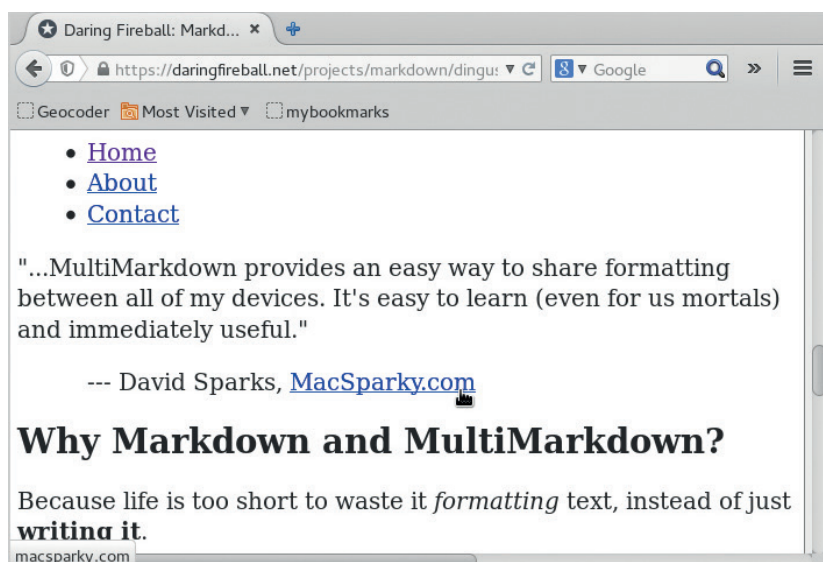 Daring Fireball: Markd...
https://daringfireball.net/projects/markdown/dingus
Google
Geocoder Most Visited mybookmarks
Home
About
Contact
"...MultiMarkdown provides an easy way to share formatting
between all of my devices. It's easy to learn (even for us mortals)
and immediately useful."
--- David Sparks, MacSparky.com
Why Markdown and MultiMarkdown?
Because life is too short to waste it formatting text, instead of just
writing it.
macsparky.com